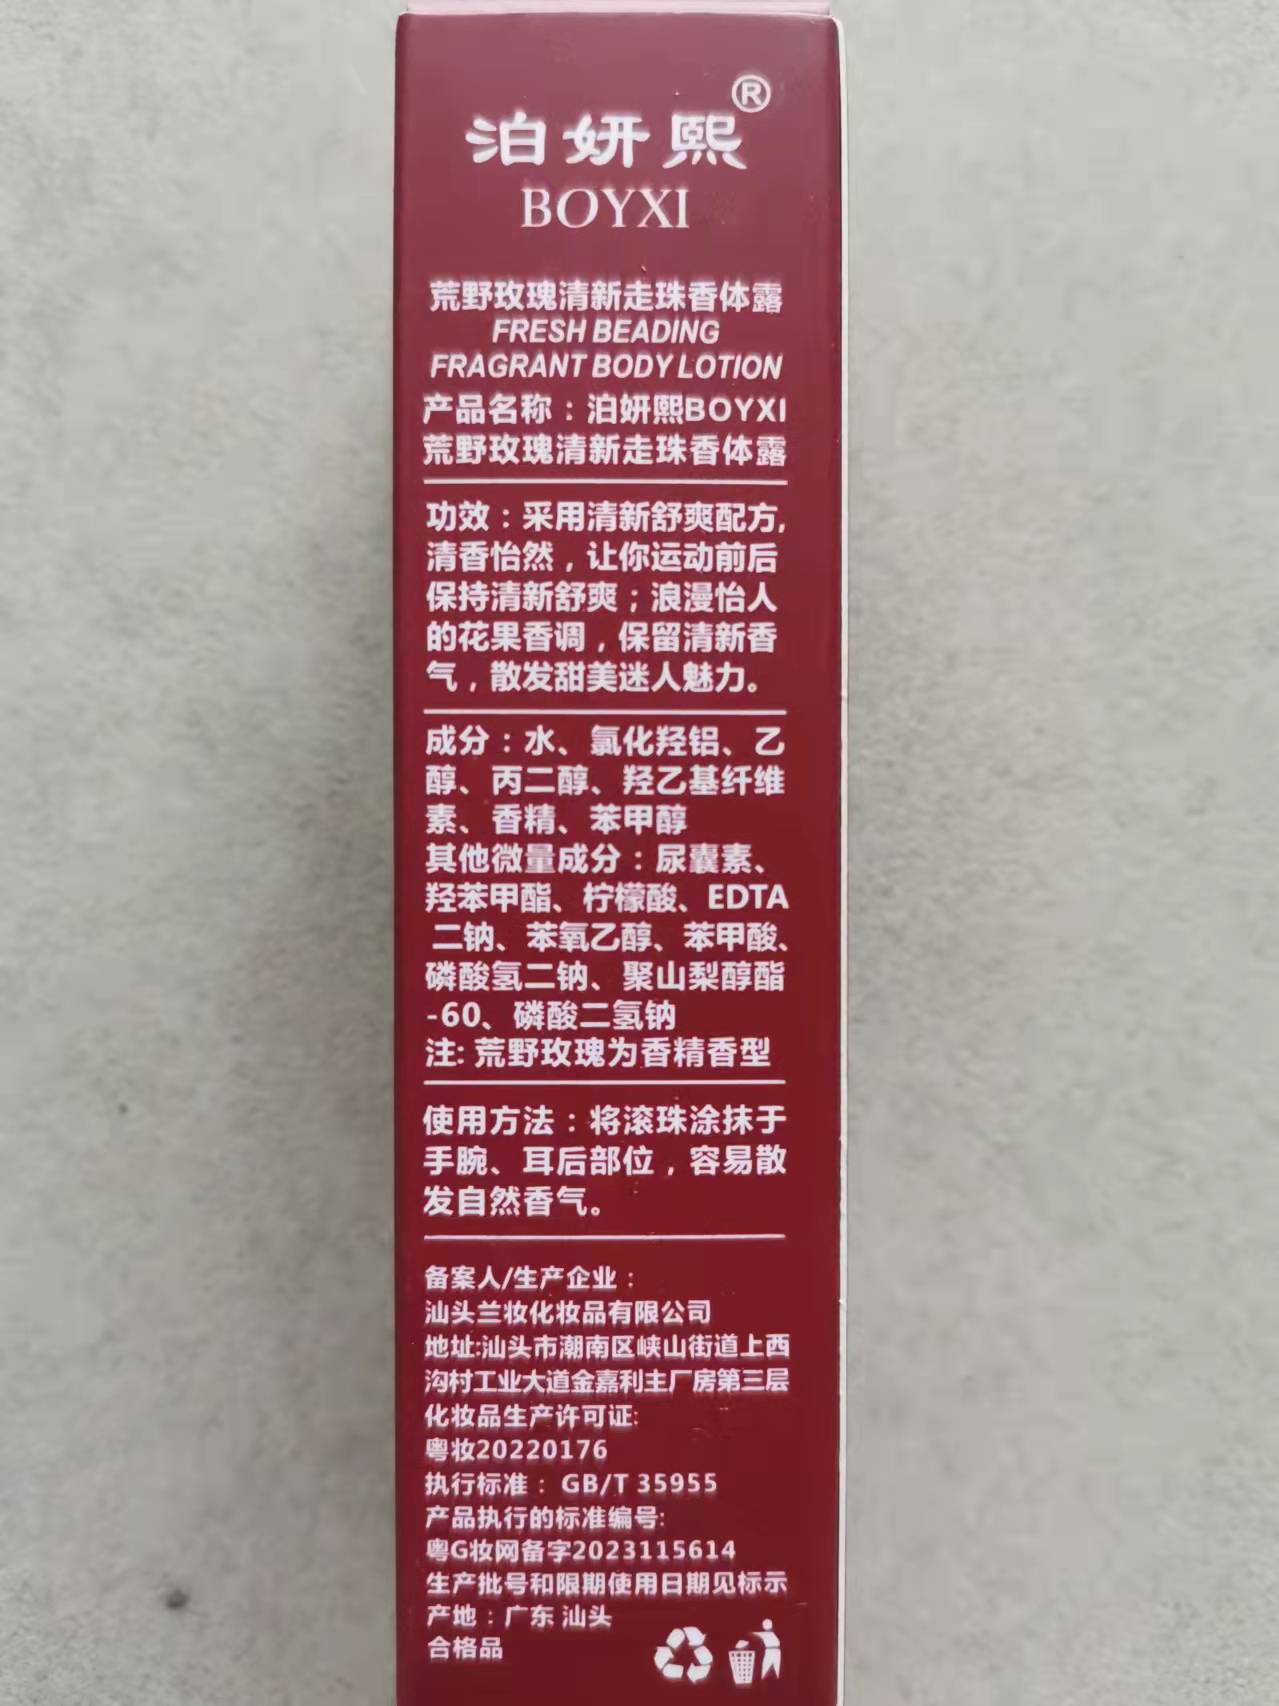 泊妍熙®
BOYXI
荒野玫瑰清新走珠香体露
FRESH BEADING
FRAGRANT BODY LOTION
产品名称：泊妍熙BOYXI
荒野玫瑰清新走珠香体露
功效：采用清新舒爽配方,
清香怡然，让你运动前后
保持清新舒爽；浪漫怡人
的花果香调，保留清新香
气，散发甜美迷人魅力。
成分：水、氯化羟铝、乙
醇、丙二醇、羟乙基纤维
素、香精、苯甲醇
其他微量成分：尿囊素、
羟苯甲酯、柠檬酸、EDTA
二钠、苯氧乙醇、苯甲酸、
磷酸氢二钠、聚山梨醇酯
-60、磷酸二氢钠
注: 荒野玫瑰为香精香型
使用方法：将滚珠涂抹于
手腕、耳后部位，容易散
发自然香气。
备案人/生产企业：
汕头兰妆化妆品有限公司
地址:汕头市潮南区峡山街道上西
沟村工业大道金嘉利主厂房第三层
化妆品生产许可证:
粤妆20220176
执行标准：GB/T 35955
产品执行的标准编号:
粤G妆网备字2023115614
生产批号和限期使用日期见标示
产地：广东 汕头
合格品